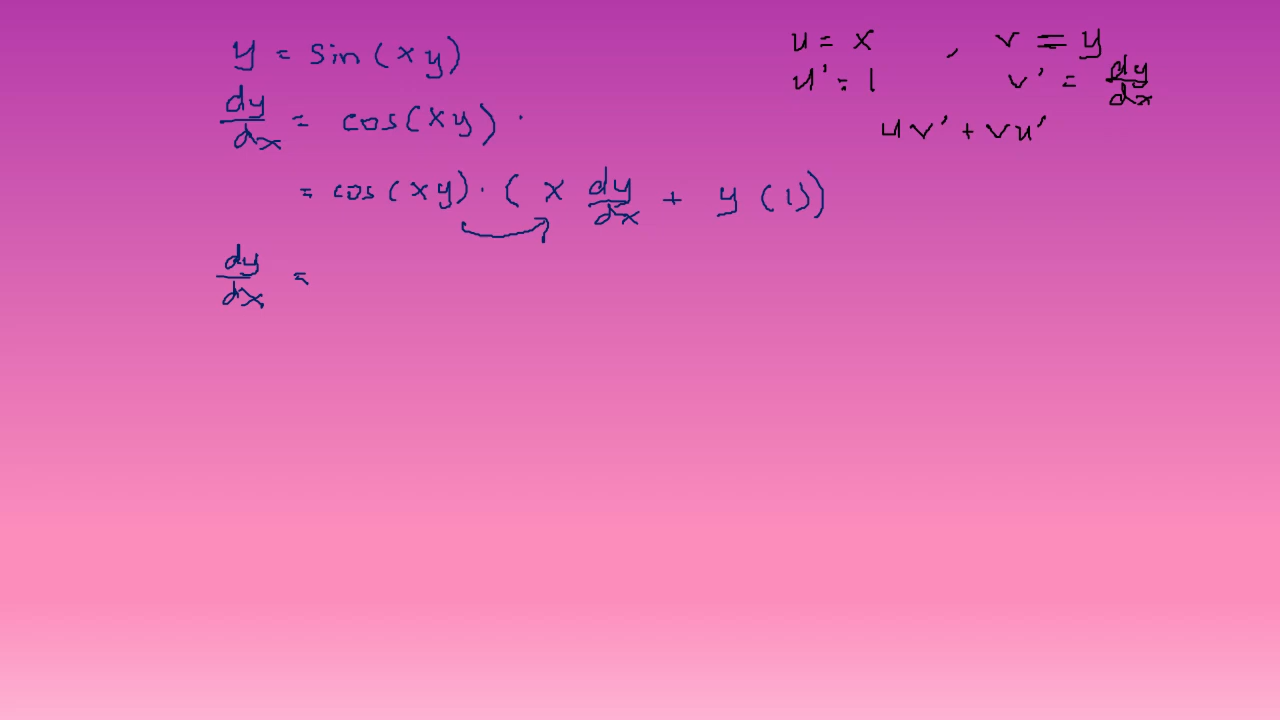 y = sin(xy)
dy/dx = cos(xy) ·
= cos(xy) · (x dy/dx + y(1))
dy/dx =
u = x , v = y
u' = 1 v' = dy/dx
uv' + vu'